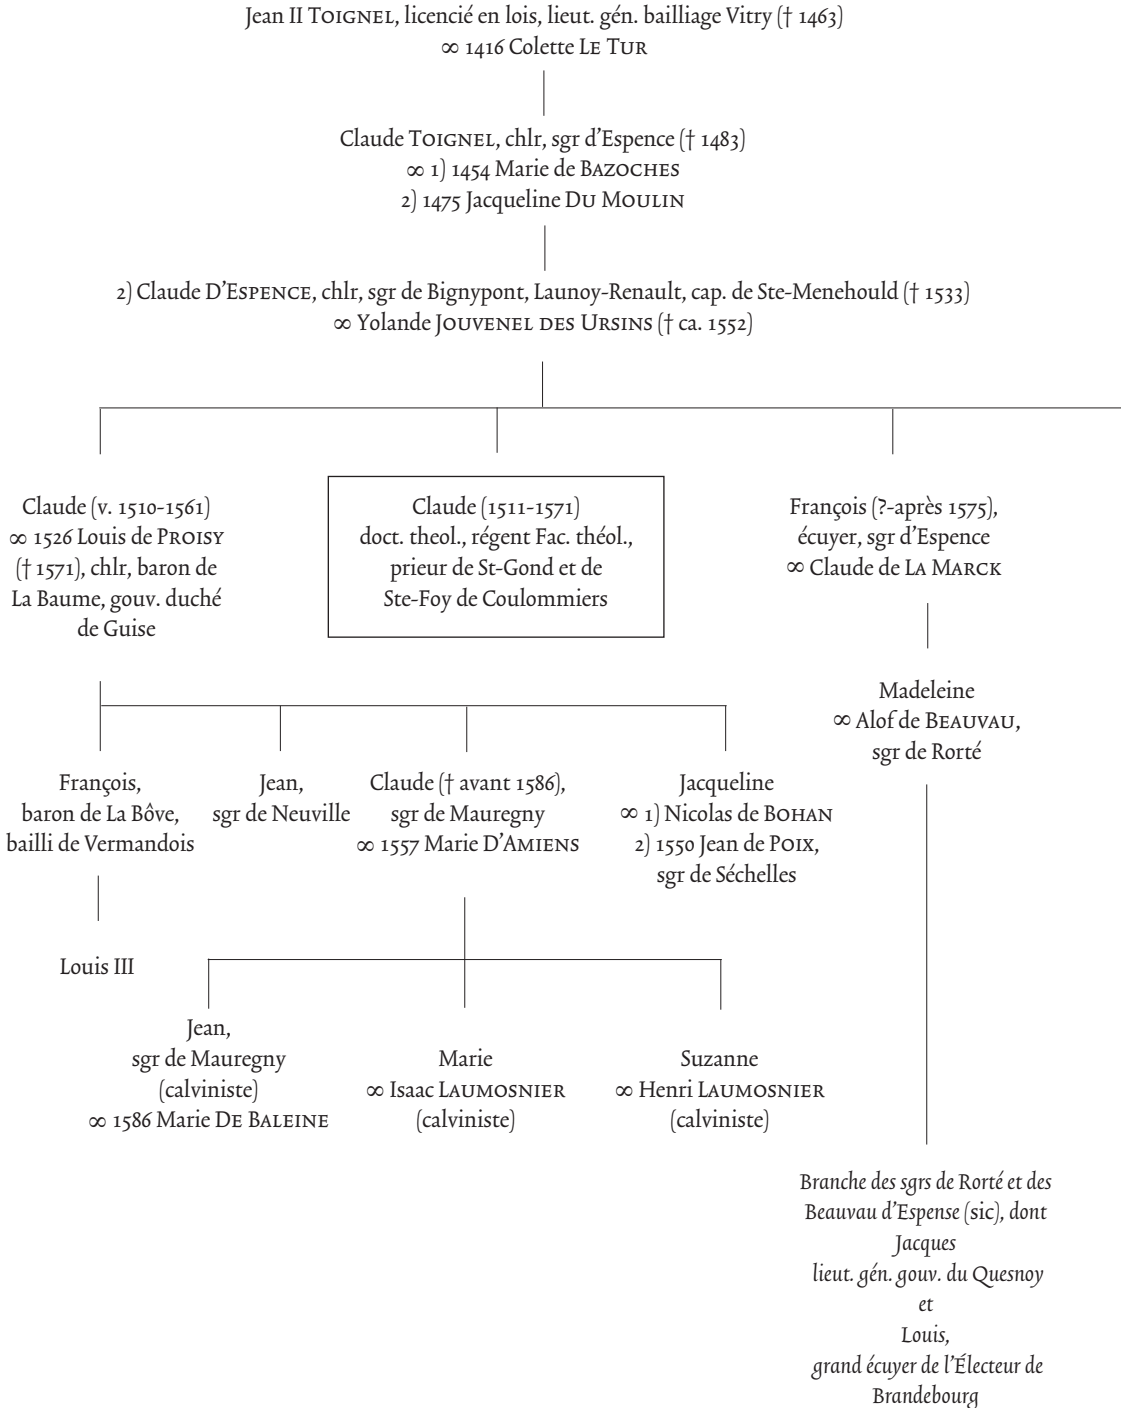 Jean II TOIGNEL, licencié en lois, lieut. gén. bailliage Vitry († 1463)
∞ 1416 Colette LE TUR
Claude TOIGNEL, chlr, sgr d’Espence († 1483)
∞ 1) 1454 Marie de BAZOCHES
2) 1475 Jacqueline DU MOULIN
2) Claude D’ESPENCE, chlr, sgr de Bignypont, Launoy-Renault, cap. de Ste-Menehould († 1533)
∞ Yolande JOUVENEL DES URSINS († ca. 1552)
Claude (v. 1510-1561)
∞ 1526 Louis de PROISY
(† 1571), chlr, baron de
La Baume, gouv. duché
de Guise
Claude (1511-1571)
doct. theol., régent Fac. théol.,
prieur de St-Gond et de
Ste-Foy de Coulommiers
François (?-après 1575),
écuyer, sgr d’Espence
∞ Claude de LA MARCK
Madeleine
∞ Alof de BEAUVAU,
sgr de Rorté
François,
baron de La Bôve,
bailli de Vermandois
Jean,
sgr de Neuville
Claude († avant 1586),
sgr de Mauregny
∞ 1557 Marie D’AMIENS
Jacqueline
∞ 1) Nicolas de BOHAN
2) 1550 Jean de POIX,
sgr de Séchelles
Louis III
Jean,
sgr de Mauregny
(calviniste)
∞ 1586 Marie DE BALEINE
Marie
∞ Isaac LAUMOSNIER
(calviniste)
Suzanne
∞ Henri LAUMOSNIER
(calviniste)
Branche des sgrs de Rorté et des
Beauvau d’Espense (sic), dont
Jacques
lieut. gén. gouv. du Quesnoy
et
Louis,
grand écuyer de l’Électeur de
Brandebourg